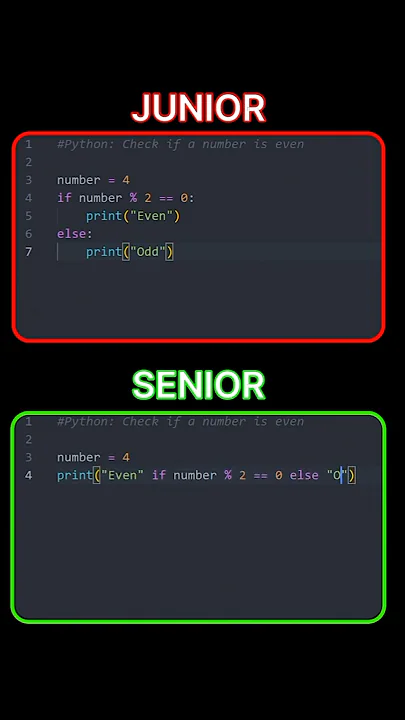 JUNIOR
1 #Python: Check if a number is even
2
3 number = 4
4 if number % 2 == 0:
5     print("Even")
6 else:
7     print("Odd")
SENIOR
1 #Python: Check if a number is even
2
3 number = 4
4 print("Even" if number % 2 == 0 else "O")